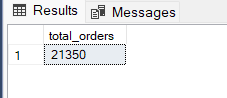 Results Messages
total_orders
1 21350